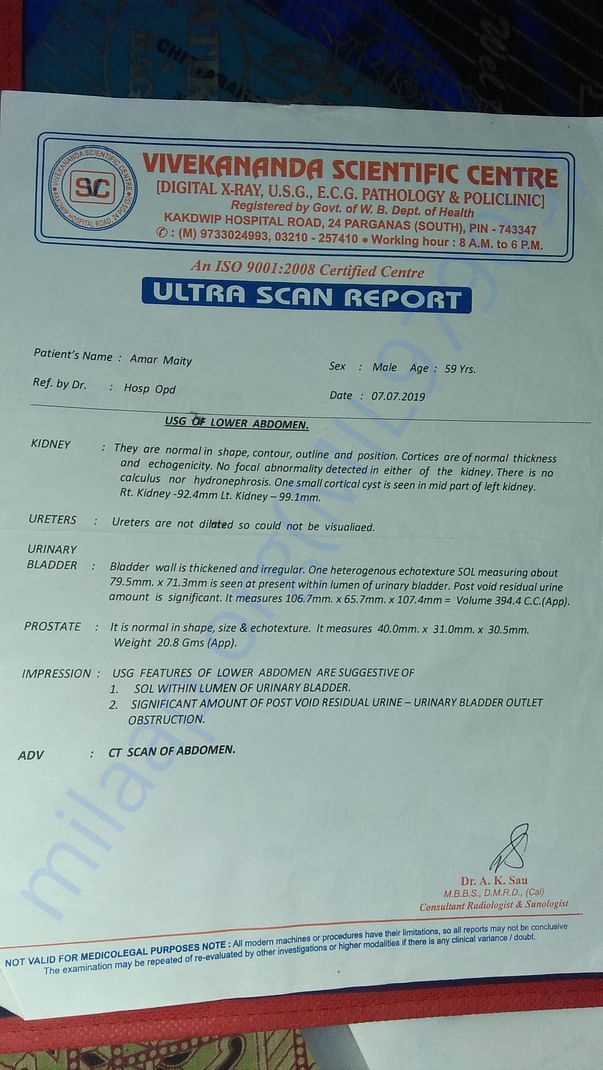 VIVEKANANDA SCIENTIFIC CENTRE
SVC
VIVEKANANDA SCIENTIFIC CENTRE
[DIGITAL X-RAY, U.S.G., E.C.G. PATHOLOGY & POLICLINIC]
Registered by Govt. of W. B. Dept. of Health
KAKDWIP HOSPITAL ROAD, 24 PARGANAS (SOUTH), PIN - 743347
✆ : (M) 9733024993, 03210 - 257410 ● Working hour : 8 A.M. to 6 P.M.
An ISO 9001:2008 Certified Centre
ULTRA SCAN REPORT
Patient's Name : Amar Maity
Sex : Male Age : 59 Yrs.
Ref. by Dr. : Hosp Opd
Date : 07.07.2019
USG OF LOWER ABDOMEN.
KIDNEY : They are normal in shape, contour, outline and position. Cortices are of normal thickness
and echogenicity. No focal abnormality detected in either of the kidney. There is no
calculus nor hydronephrosis. One small cortical cyst is seen in mid part of left kidney.
Rt. Kidney -92.4mm Lt. Kidney – 99.1mm.
URETERS : Ureters are not dilated so could not be visualiaed.
URINARY
BLADDER : Bladder wall is thickened and irregular. One heterogenous echotexture SOL measuring about
79.5mm. x 71.3mm is seen at present within lumen of urinary bladder. Post void residual urine
amount is significant. It measures 106.7mm. x 65.7mm. x 107.4mm = Volume 394.4 C.C.(App).
PROSTATE : It is normal in shape, size & echotexture. It measures 40.0mm. x 31.0mm. x 30.5mm.
Weight 20.8 Gms (App).
IMPRESSION : USG FEATURES OF LOWER ABDOMEN ARE SUGGESTIVE OF
1. SOL WITHIN LUMEN OF URINARY BLADDER.
2. SIGNIFICANT AMOUNT OF POST VOID RESIDUAL URINE – URINARY BLADDER OUTLET
OBSTRUCTION.
ADV : CT SCAN OF ABDOMEN.
Dr. A. K. Sau
M.B.B.S., D.M.R.D., (Cal)
Consultant Radiologist & Sunologist
NOT VALID FOR MEDICOLEGAL PURPOSES NOTE : All modern machines or procedures have their limitations, so all reports may not be conclusive
The examination may be repeated of re-evaluated by other investigations or higher modalities if there is any clinical variance / doubt.